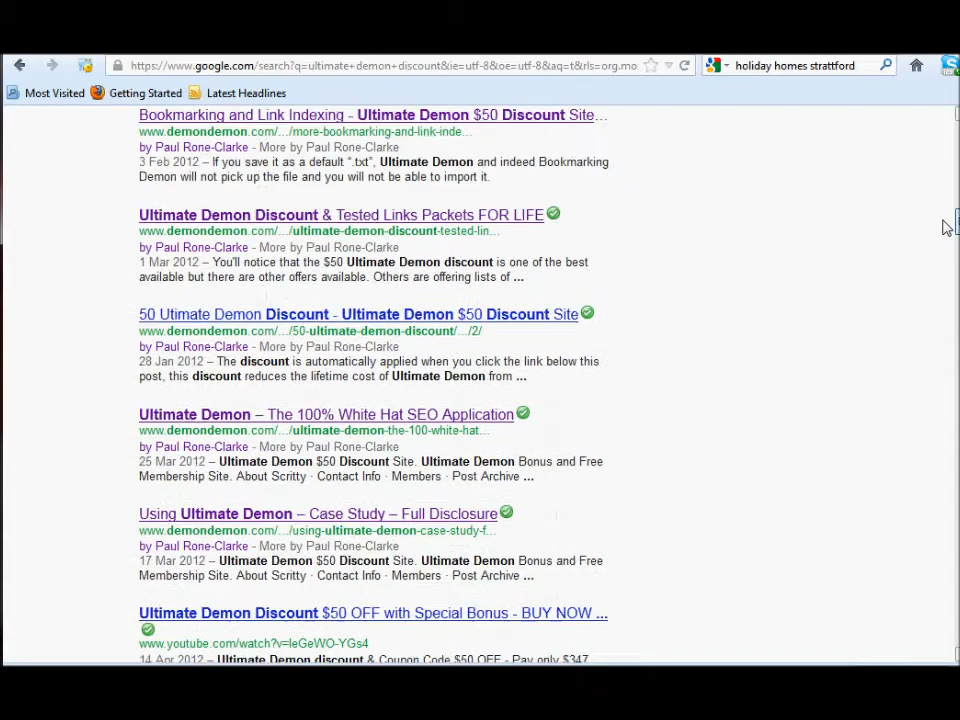 https://www.google.com/search?q=ultimate+demon+discount&ie=utf-8&oe=utf-8&aq=t&rls=org.mo
holiday homes strattford
Most Visited
Getting Started
Latest Headlines
Bookmarking and Link Indexing - Ultimate Demon $50 Discount Site...
www.demondemon.com/.../more-bookmarking-and-link-inde...
by Paul Rone-Clarke - More by Paul Rone-Clarke
3 Feb 2012 – If you save it as a default ".txt", Ultimate Demon and indeed Bookmarking
Demon will not pick up the file and you will not be able to import it.
Ultimate Demon Discount & Tested Links Packets FOR LIFE
www.demondemon.com/.../ultimate-demon-discount-tested-lin...
by Paul Rone-Clarke - More by Paul Rone-Clarke
1 Mar 2012 – You'll notice that the $50 Ultimate Demon discount is one of the best
available but there are other offers available. Others are offering lists of ...
50 Utimate Demon Discount - Ultimate Demon $50 Discount Site
www.demondemon.com/.../50-ultimate-demon-discount/.../2/
by Paul Rone-Clarke - More by Paul Rone-Clarke
28 Jan 2012 – The discount is automatically applied when you click the link below this
post, this discount reduces the lifetime cost of Ultimate Demon from ...
Ultimate Demon – The 100% White Hat SEO Application
www.demondemon.com/.../ultimate-demon-the-100-white-hat...
by Paul Rone-Clarke - More by Paul Rone-Clarke
25 Mar 2012 – Ultimate Demon $50 Discount Site. Ultimate Demon Bonus and Free
Membership Site. About Scritty · Contact Info · Members · Post Archive ...
Using Ultimate Demon – Case Study – Full Disclosure
www.demondemon.com/.../using-ultimate-demon-case-study-f...
by Paul Rone-Clarke - More by Paul Rone-Clarke
17 Mar 2012 – Ultimate Demon $50 Discount Site. Ultimate Demon Bonus and Free
Membership Site. About Scritty · Contact Info · Members · Post Archive ...
Ultimate Demon Discount $50 OFF with Special Bonus - BUY NOW ...
www.youtube.com/watch?v=leGeWO-YGs4
14 Apr 2012 – Ultimate Demon discount & Coupon Code $50 OFF - Pay only $347